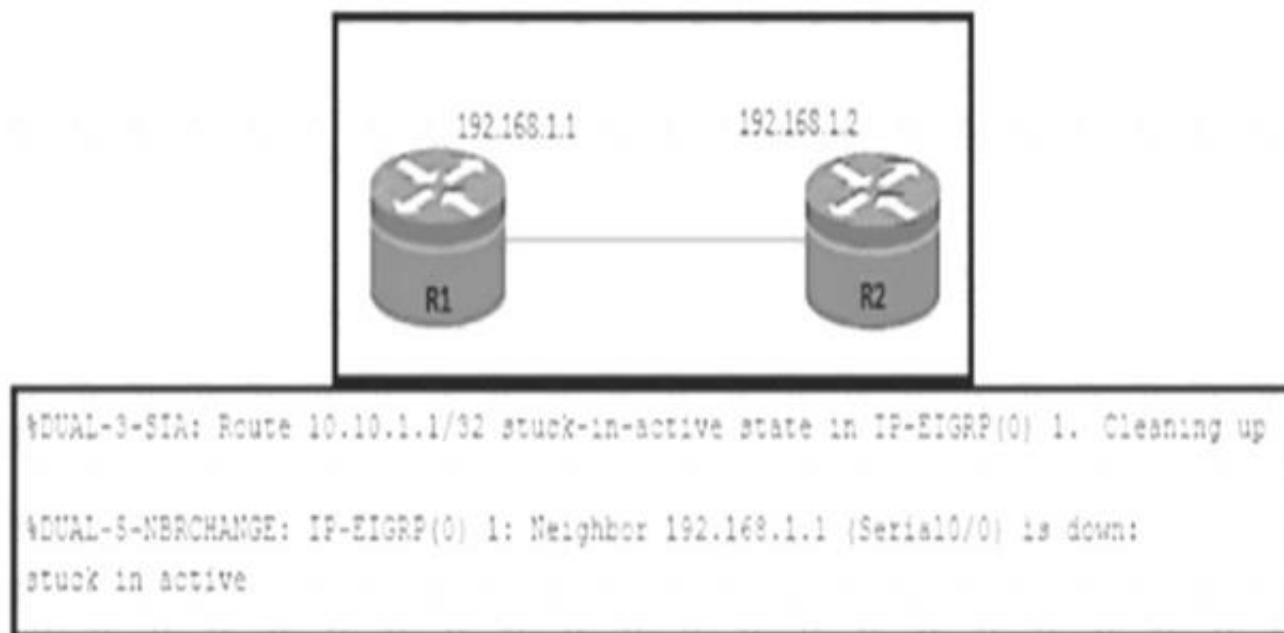 192.168.1.1
192.168.1.2
R1
R2
%DUAL-3-SIA: Route 10.10.1.1/32 stuck-in-active state in IP-EIGRP(0) 1. Cleaning up
%DUAL-5-NBRCHANGE: IP-EIGRP(0) 1: Neighbor 192.168.1.1 (Serial0/0) is down:
stuck in active